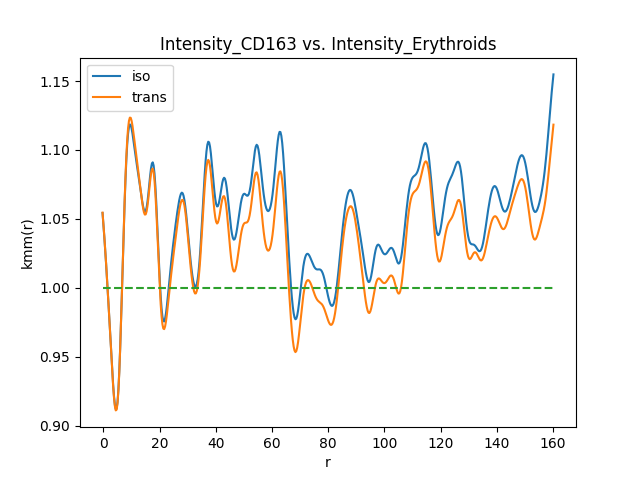 Intensity_CD163 vs. Intensity_Erythroids
iso
trans
kmm(r)
1.15
1.10
1.05
1.00
0.95
0.90
0 20 40 60 80 100 120 140 160
r